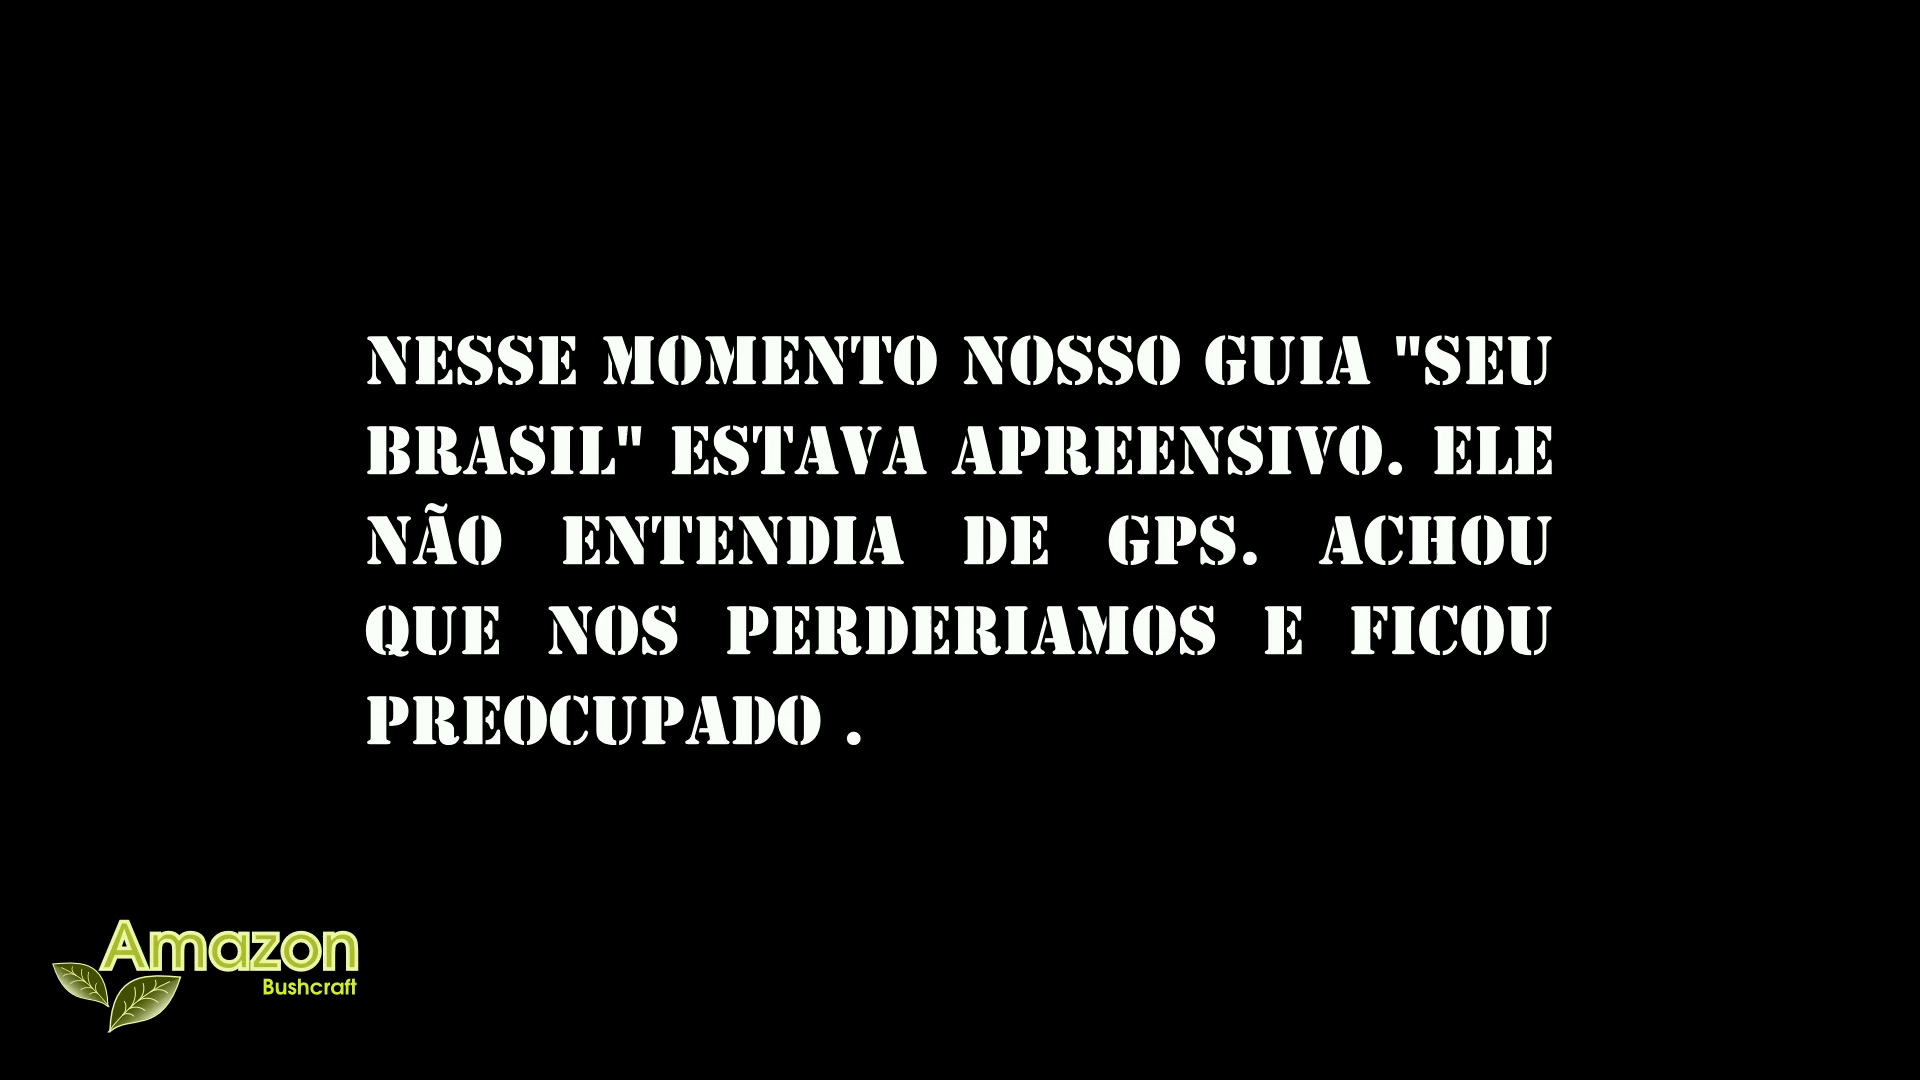 NESSE MOMENTO NOSSO GUIA "SEU
BRASIL" ESTAVA APREENSIVO. ELE
NÃO ENTENDIA DE GPS. ACHOU
QUE NOS PERDERIAMOS E FICOU
PREOCUPADO .
Amazon
Bushcraft